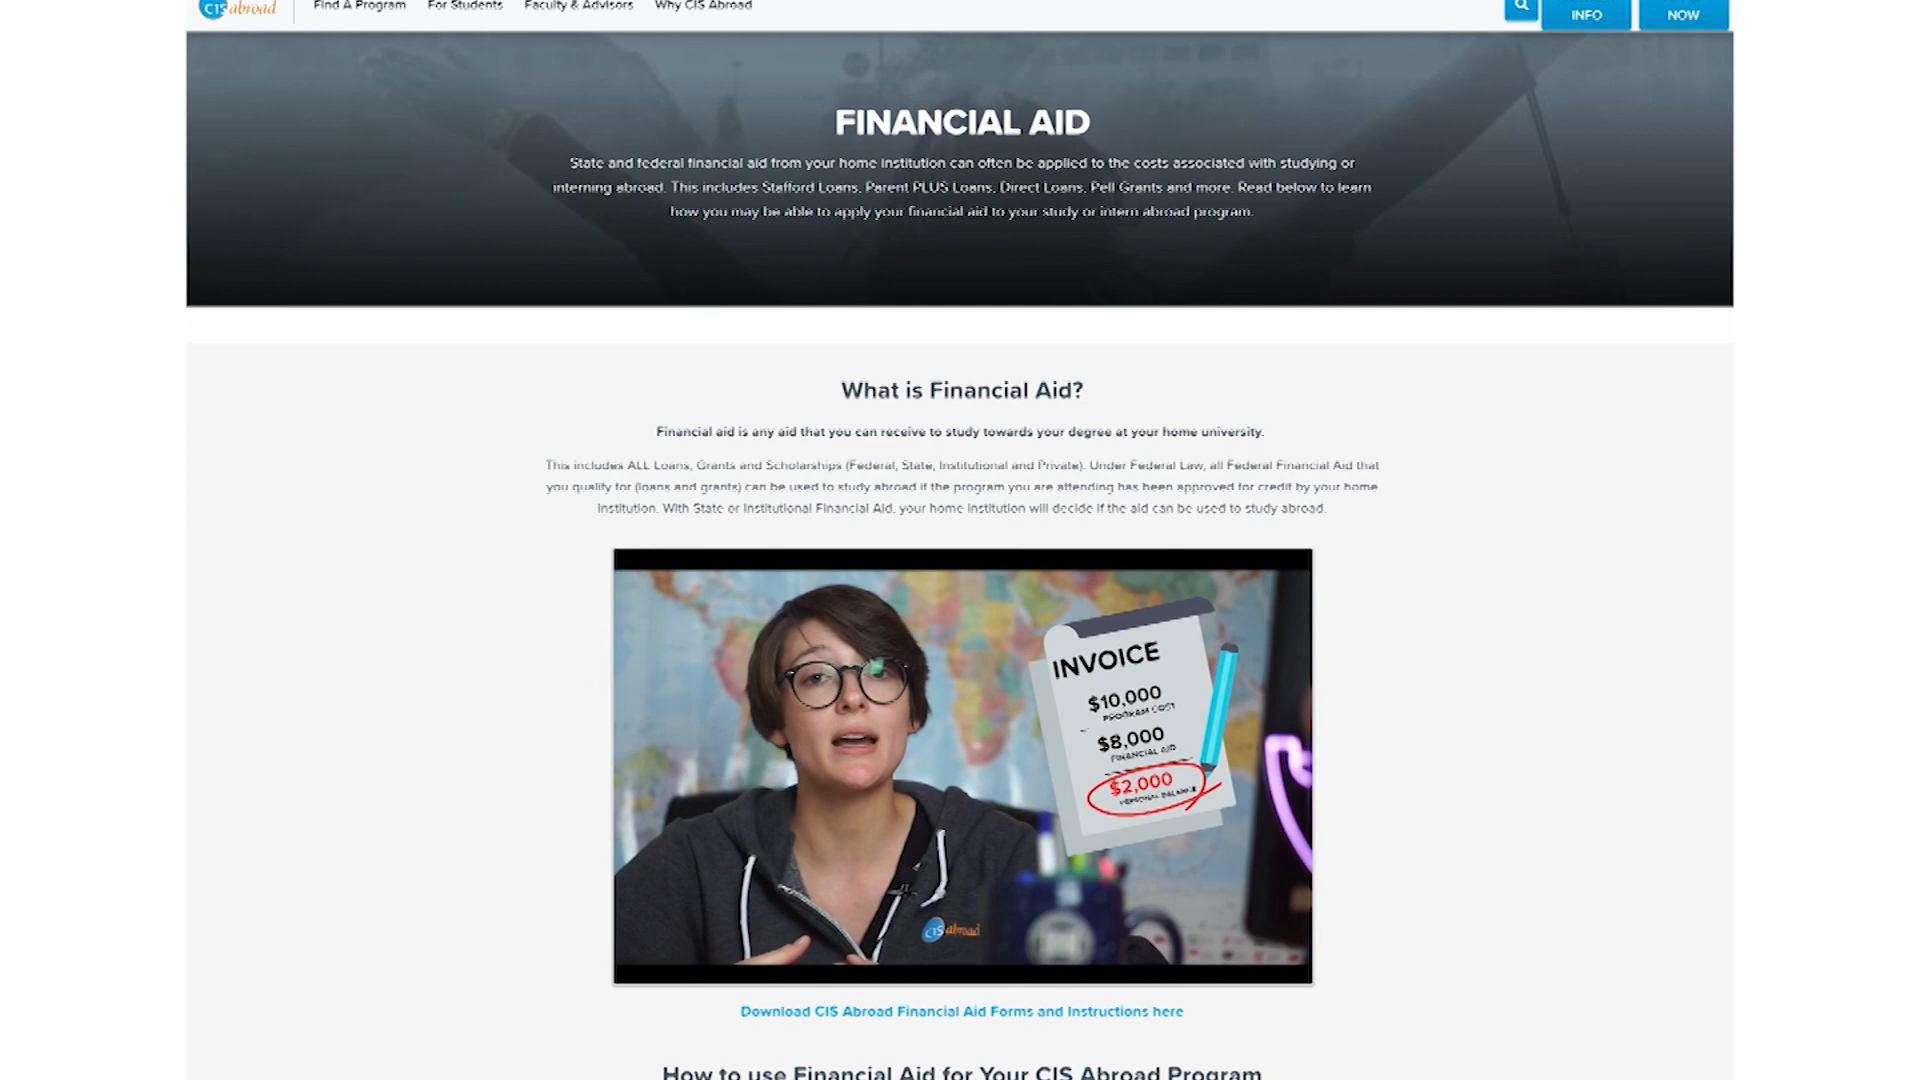 CIS abroad
Find A Program For Students Faculty & Advisors Why CIS Abroad
INFO
NOW
FINANCIAL AID
State and federal financial aid from your home institution can often be applied to the costs associated with studying or
interning abroad. This includes Stafford Loans, Parent PLUS Loans, Direct Loans, Pell Grants and more. Read below to learn
how you may be able to apply your financial aid to your study or intern abroad program.
What is Financial Aid?
Financial aid is any aid that you can receive to study towards your degree at your home university.
This includes ALL Loans, Grants and Scholarships (Federal, State, Institutional and Private). Under Federal Law, all Federal Financial Aid that
you qualify for (loans and grants) can be used to study abroad if the program you are attending has been approved for credit by your home
institution. With State or Institutional Financial Aid, your home institution will decide if the aid can be used to study abroad.
INVOICE
$10,000
PROGRAM COST
$8,000
FINANCIAL AID
$2,000
PERSONAL BALANCE
CIS abroad
Download CIS Abroad Financial Aid Forms and Instructions here
How to use Financial Aid for Your CIS Abroad Program